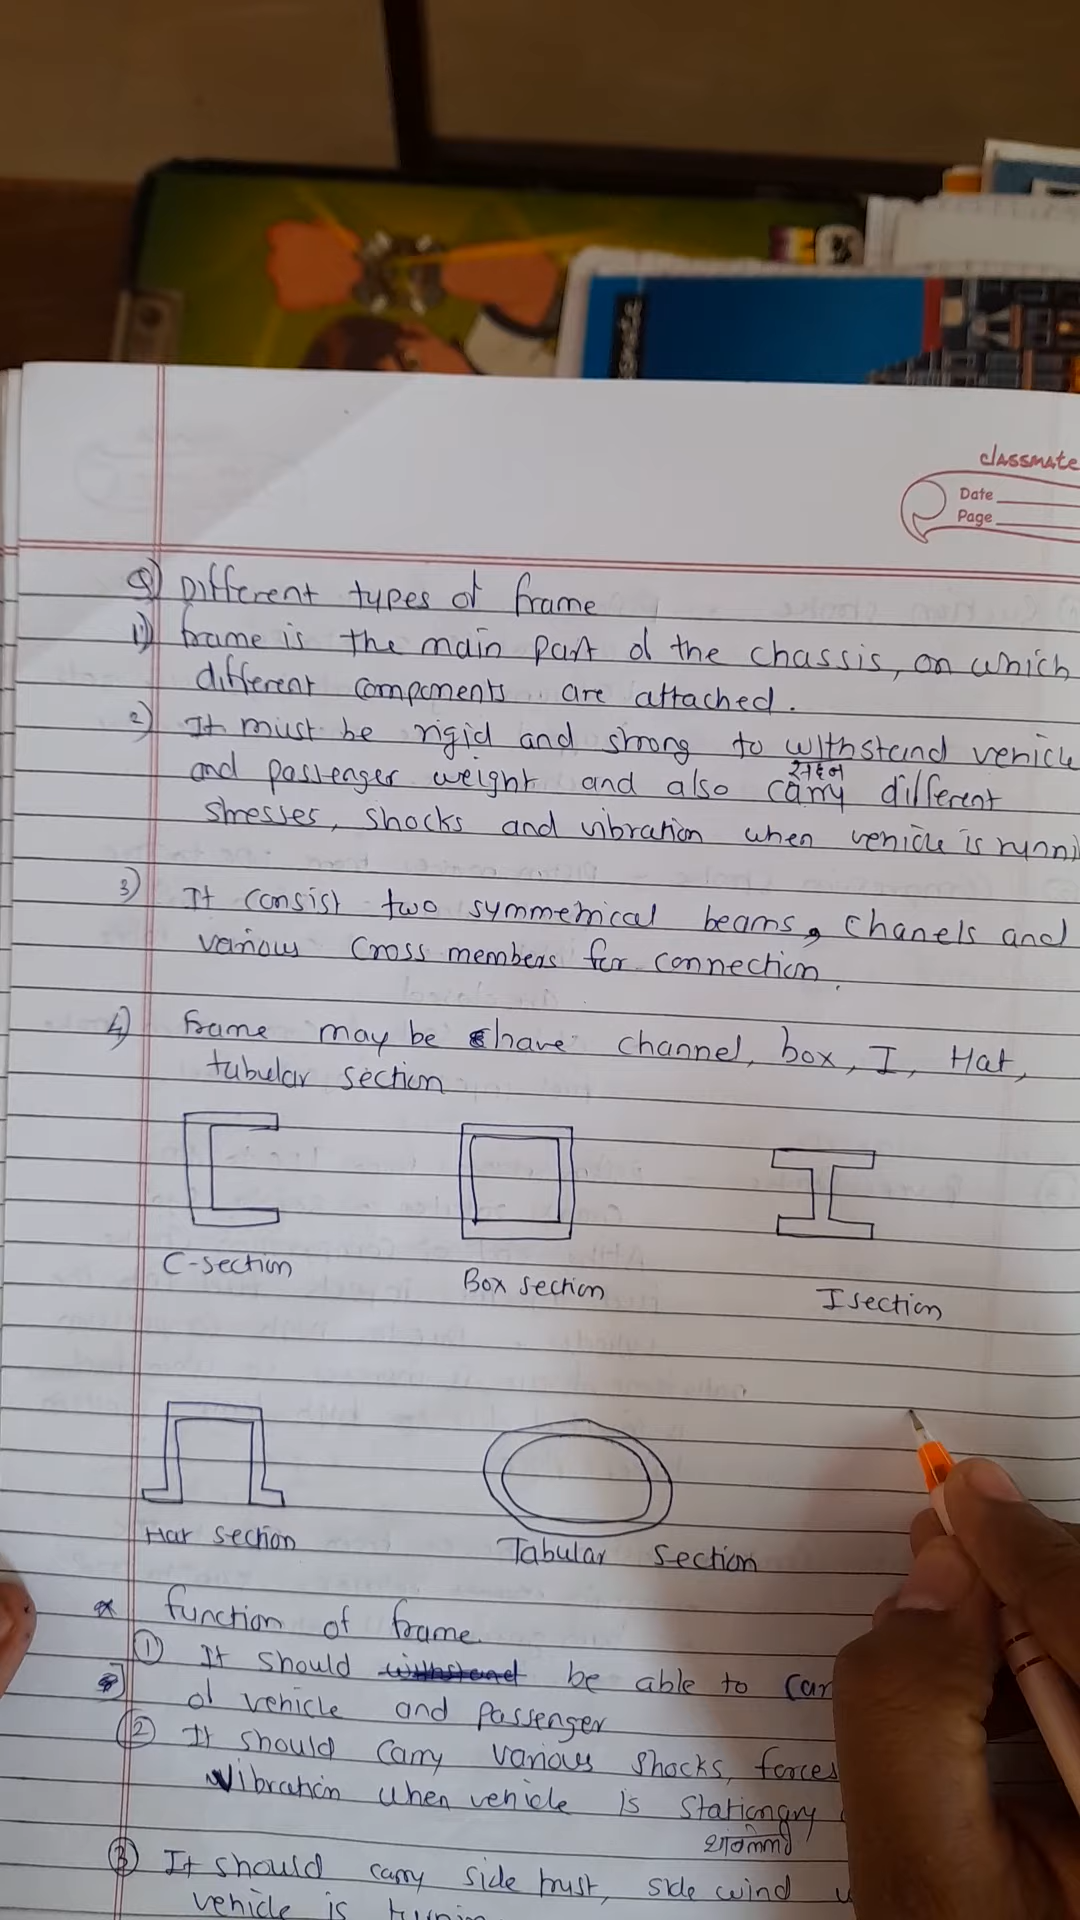 classmate
Date
Page
Q) Different types of frame
1) frame is the main part of the chassis, on which
different components are attached.
2) It must be rigid and strong to withstand vehicle
and passenger weight and also carry different
stresses, shocks and vibration when vehicle is runni
3) It consist two symmetrical beams, chanels and
various cross members for connection.
4) Frame may be have channel, box, I, Hat,
tubular section
C-section
Box section
I section
Hat section
Tabular section
* function of frame.
① It should be able to car
of vehicle and passenger
② It should carry various shocks, forces
vibration when vehicle is stationary
③ It should carry side trust, side wind
vehicle is